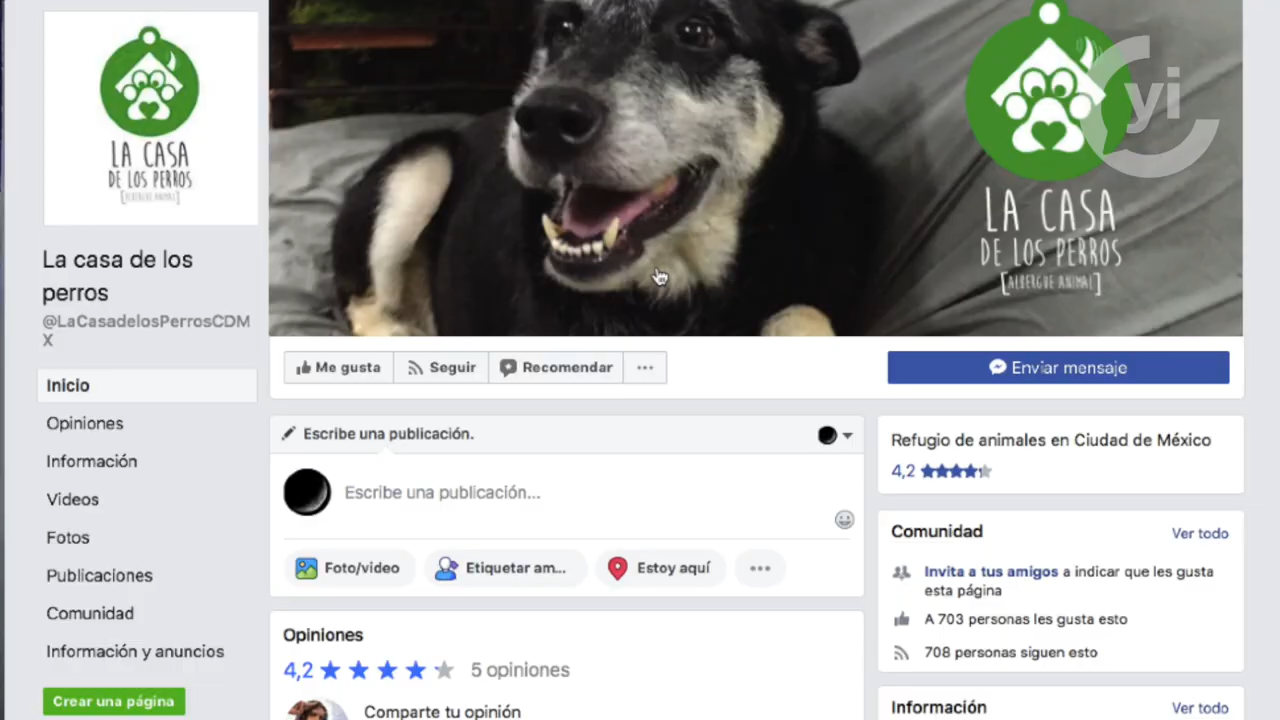 LA CASA
DE LOS PERROS
[ALBERGUE ANIMAL]
La casa de los
perros
@LaCasadelosPerrosCDM
X
Inicio
Opiniones
Información
Videos
Fotos
Publicaciones
Comunidad
Información y anuncios
Crear una página
yi
LA CASA
DE LOS PERROS
[ALBERGUE ANIMAL]
Me gusta
Seguir
Recomendar
Enviar mensaje
Escribe una publicación.
Escribe una publicación...
Foto/video
Etiquetar am...
Estoy aquí
Opiniones
4,2
5 opiniones
Comparte tu opinión
Refugio de animales en Ciudad de México
4,2
Comunidad
Ver todo
Invita a tus amigos a indicar que les gusta
esta página
A 703 personas les gusta esto
708 personas siguen esto
Información
Ver todo